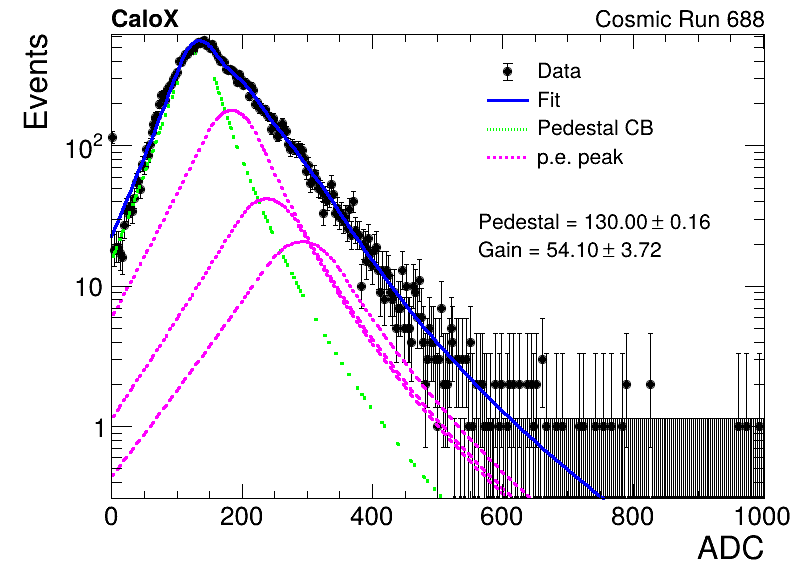 CaloX Cosmic Run 688
Events
Data
Fit
Pedestal CB
p.e. peak
Pedestal = 130.00 ± 0.16
Gain = 54.10 ± 3.72
10²
10
1
0 200 400 600 800 1000
ADC